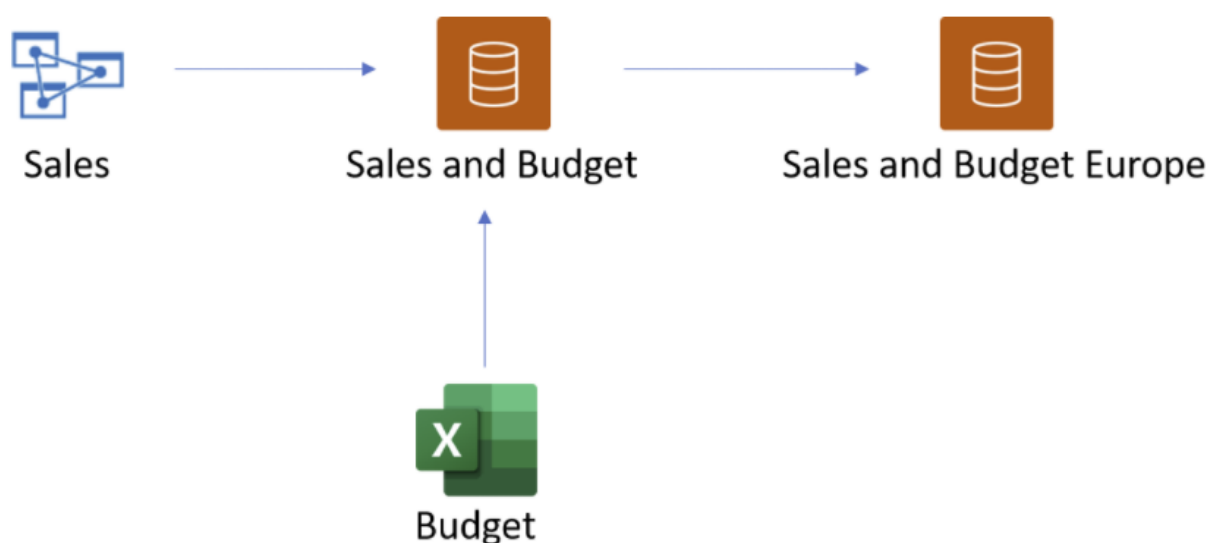 Sales
Sales and Budget
Sales and Budget Europe
X
Budget